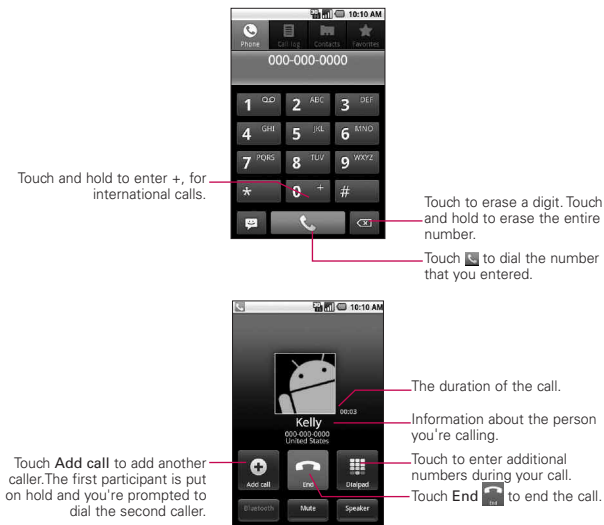 10:10 AM
Phone Call log Contacts Favorites
000-000-0000
1 2 ABC 3 DEF
4 GHI 5 JKL 6 MNO
7 PQRS 8 TUV 9 WXYZ
* 0 + #
Touch and hold to enter +, for
international calls.
Touch to erase a digit. Touch
and hold to erase the entire
number.
Touch to dial the number
that you entered.
10:10 AM
00:03
Kelly
000-000-0000
United States
Add call End Dialpad
Bluetooth Mute Speaker
The duration of the call.
Information about the person
you're calling.
Touch to enter additional
numbers during your call.
Touch End End to end the call.
Touch Add call to add another
caller.The first participant is put
on hold and you're prompted to
dial the second caller.